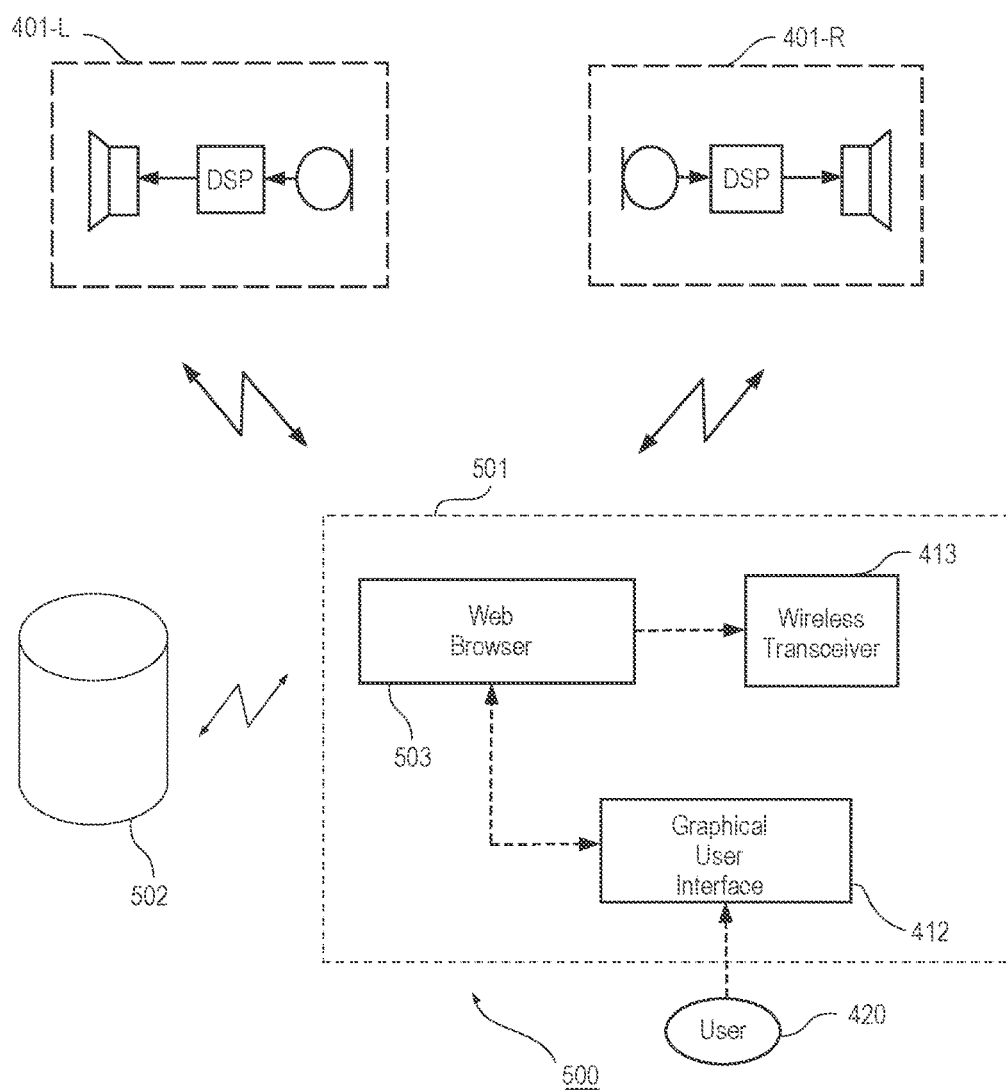 401-L
401-R
DSP
DSP
501
413
Web
Browser
Wireless
Transceiver
503
Graphical
User
Interface
502
412
User
420
500